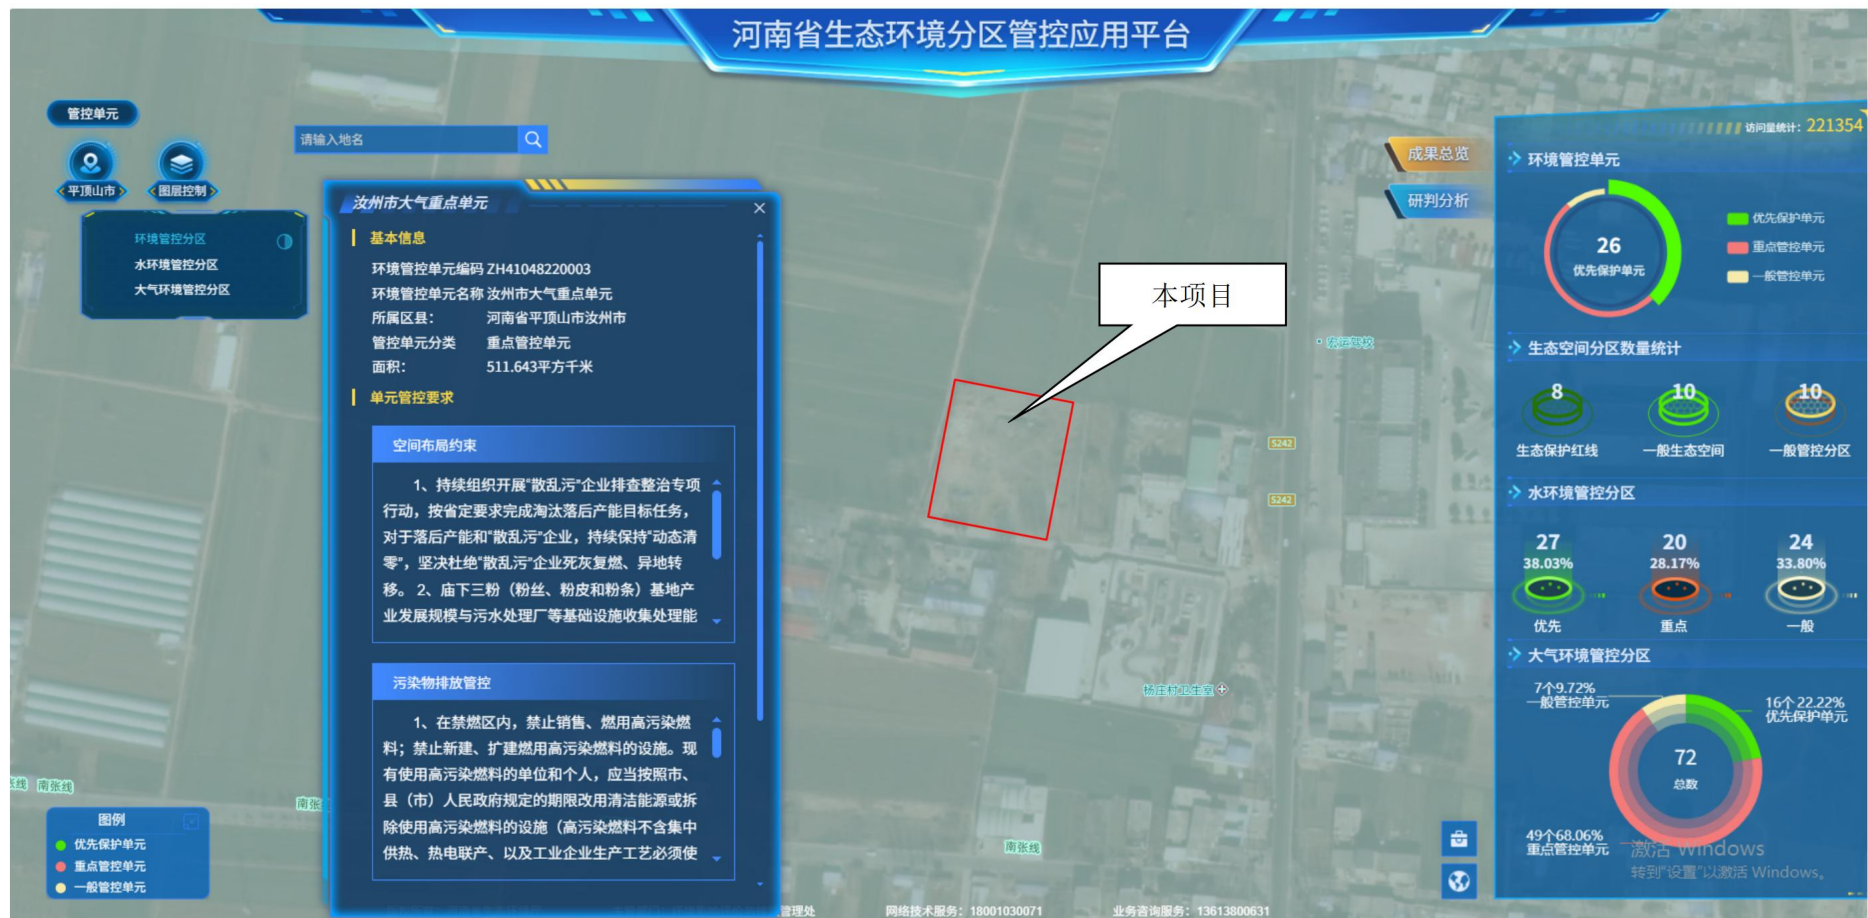 河南省生态环境分区管控应用平台
管控单元
平顶山市
图层控制
请输入地名
环境管控分区
水环境管控分区
大气环境管控分区
汝州市大气重点单元
基本信息
环境管控单元编码 ZH41048220003
环境管控单元名称 汝州市大气重点单元
所属区县： 河南省平顶山市汝州市
管控单元分类 重点管控单元
面积： 511.643平方千米
单元管控要求
空间布局约束
1、持续组织开展“散乱污”企业排查整治专项
行动，按省定要求完成淘汰落后产能目标任务，
对于落后产能和“散乱污”企业，持续保持“动态清
零”，坚决杜绝“散乱污”企业死灰复燃、异地转
移。 2、庙下三粉（粉丝、粉皮和粉条）基地产
业发展规模与污水处理厂等基础设施收集处理能
污染物排放管控
1、在禁燃区内，禁止销售、燃用高污染燃
料；禁止新建、扩建燃用高污染燃料的设施。现
有使用高污染燃料的单位和个人，应当按照市、
县（市）人民政府规定的期限改用清洁能源或拆
除使用高污染燃料的设施（高污染燃料不含集中
供热、热电联产、以及工业企业生产工艺必须使
本项目
宏运驾校
S242
S242
杨庄村卫生室
南张线
线
南张线
南张
图例
优先保护单元
重点管控单元
一般管控单元
成果总览
研判分析
访问量统计：221354
环境管控单元
26
优先保护单元
优先保护单元
重点管控单元
一般管控单元
生态空间分区数量统计
8
10
10
生态保护红线
一般生态空间
一般管控分区
水环境管控分区
27
20
24
38.03%
28.17%
33.80%
优先
重点
一般
大气环境管控分区
7个9.72%
一般管控单元
16个22.22%
优先保护单元
72
总数
49个68.06%
重点管控单元
激活 Windows
转到“设置”以激活 Windows。
管理处
网络技术服务：18001030071
业务咨询服务：13613800631